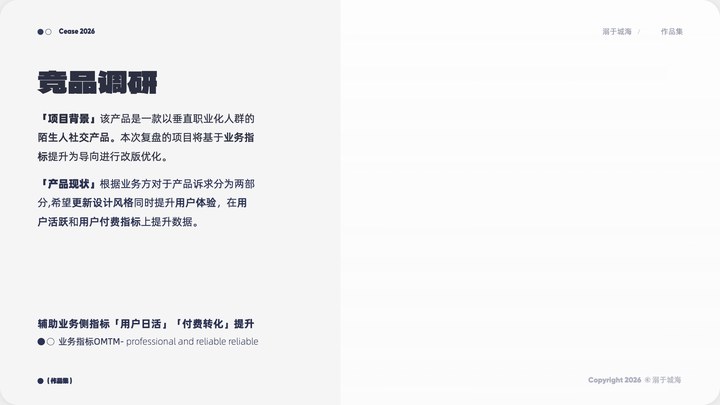 Cease 2026
溺于城海 / 作品集
竞品调研
「项目背景」该产品是一款以垂直职业化人群的
陌生人社交产品。本次复盘的项目将基于业务指
标提升为导向进行改版优化。
「产品现状」根据业务方对于产品诉求分为两部
分,希望更新设计风格同时提升用户体验，在用
户活跃和用户付费指标上提升数据。
辅助业务侧指标「用户日活」「付费转化」提升
业务指标OMTM- professional and reliable reliable
(作品集)
Copyright 2026 ® 溺于城海